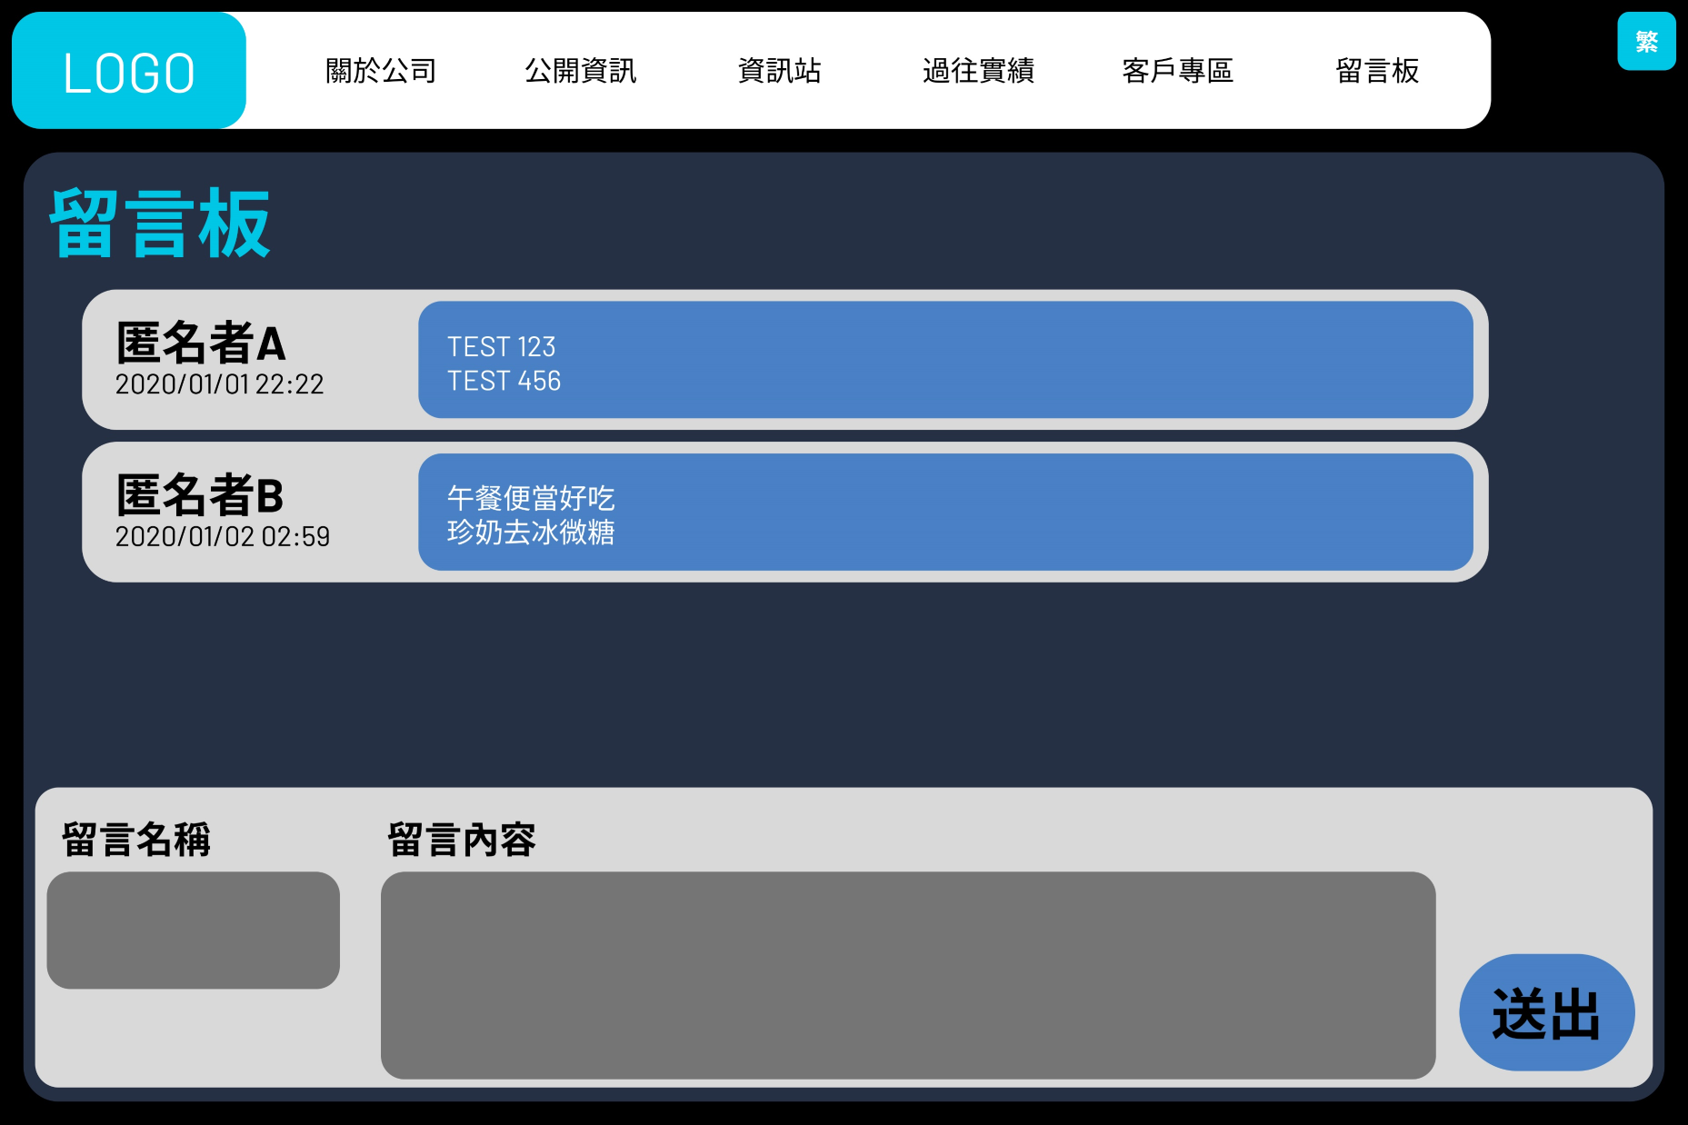 LOGO
關於公司
公開資訊
資訊站
過往實績
客戶專區
留言板
繁
留言板
匿名者A
2020/01/01 22:22
TEST 123
TEST 456
匿名者B
2020/01/02 02:59
午餐便當好吃
珍奶去冰微糖
留言名稱
留言內容
送出